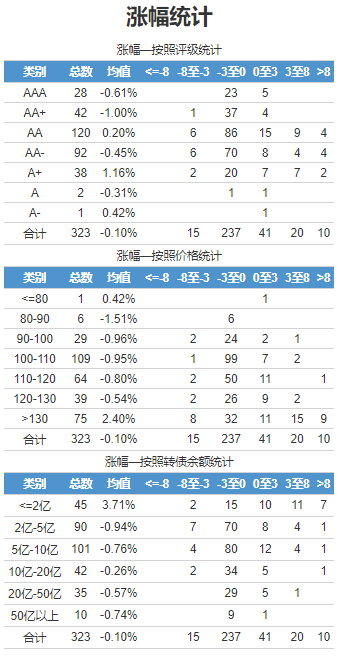 涨幅统计
涨幅—按照评级统计
类别 总数 均值 <=-8 -8至-3 -3至0 0至3 3至8 >8
AAA 28 -0.61% 23 5
AA+ 42 -1.00% 1 37 4
AA 120 0.20% 6 86 15 9 4
AA- 92 -0.45% 6 70 8 4 4
A+ 38 1.16% 2 20 7 7 2
A 2 -0.31% 1 1
A- 1 0.42% 1
合计 323 -0.10% 15 237 41 20 10
涨幅—按照价格统计
类别 总数 均值 <=-8 -8至-3 -3至0 0至3 3至8 >8
<=80 1 0.42% 1
80-90 6 -1.51% 6
90-100 29 -0.96% 2 24 2 1
100-110 109 -0.95% 1 99 7 2
110-120 64 -0.80% 2 50 11 1
120-130 39 -0.54% 2 26 9 2
>130 75 2.40% 8 32 11 15 9
合计 323 -0.10% 15 237 41 20 10
涨幅—按照转债余额统计
类别 总数 均值 <=-8 -8至-3 -3至0 0至3 3至8 >8
<=2亿 45 3.71% 2 15 10 11 7
2亿-5亿 90 -0.94% 7 70 8 4 1
5亿-10亿 101 -0.76% 4 80 12 4 1
10亿-20亿 42 -0.26% 2 34 5 1
20亿-50亿 35 -0.57% 29 5 1
50亿以上 10 -0.74% 9 1
合计 323 -0.10% 15 237 41 20 10